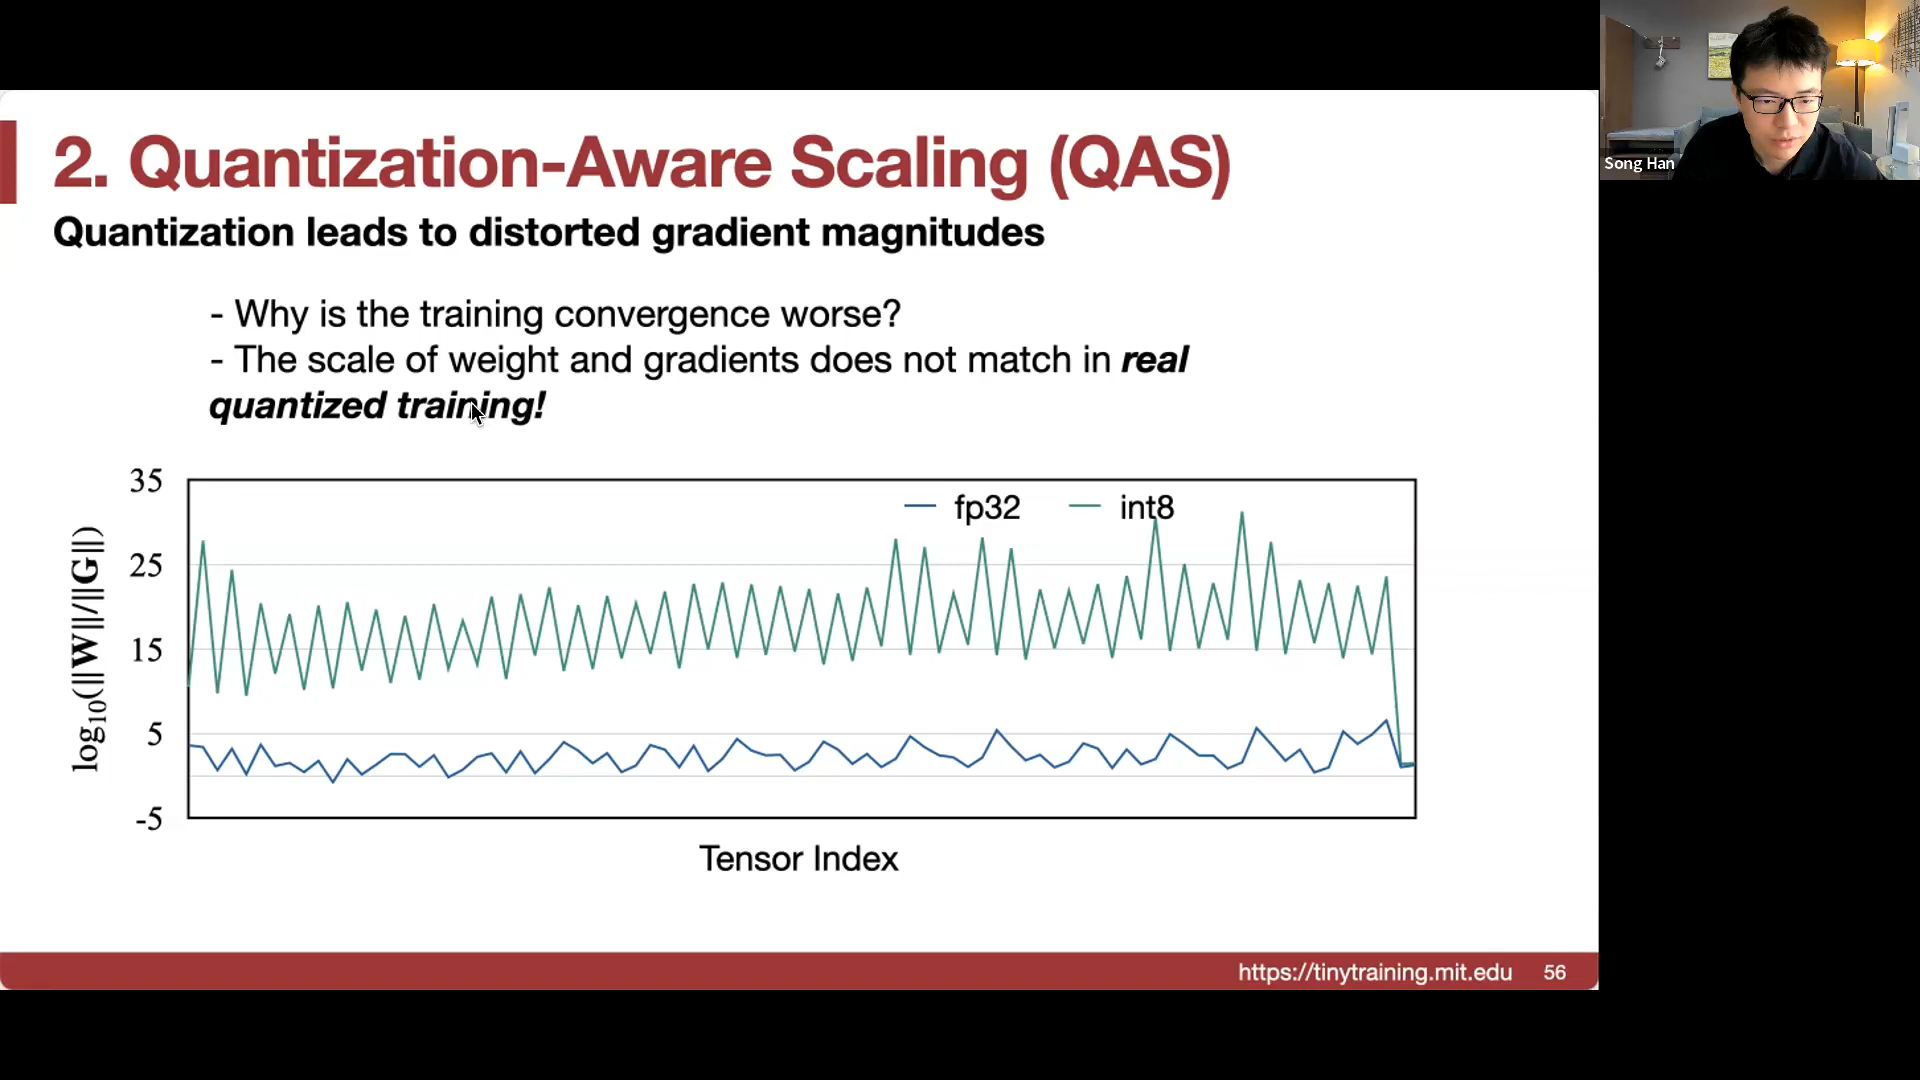 2. Quantization-Aware Scaling (QAS)
Quantization leads to distorted gradient magnitudes
- Why is the training convergence worse?
- The scale of weight and gradients does not match in real
quantized training!
35
25
15
5
-5
log10(||W||/||G||)
fp32
int8
Tensor Index
https://tinytraining.mit.edu
56
Song Han